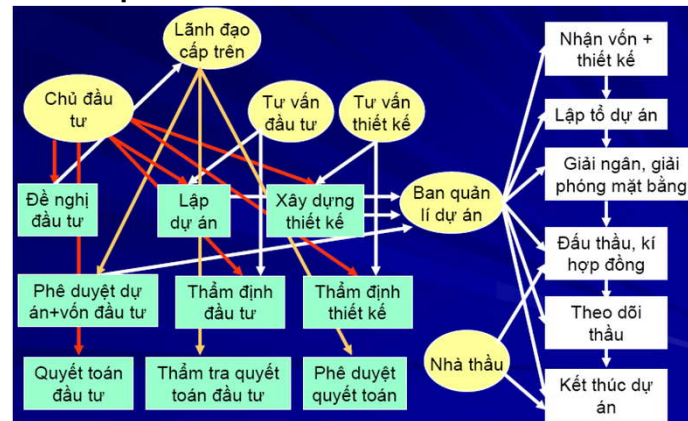 Lãnh đạo
cấp trên
Chủ đầu
tư
Tư vấn
đầu tư
Tư vấn
thiết kế
Nhận vốn +
thiết kế
Lập tổ dự án
Đề nghị
đầu tư
Lập
dự án
Xây dựng
thiết kế
Ban quản
lí dự án
Giải ngân, giải
phóng mặt bằng
Phê duyệt dự
án+vốn đầu tư
Thẩm định
đầu tư
Thẩm định
thiết kế
Đấu thầu, kí
hợp đồng
Theo dõi
thầu
Quyết toán
đầu tư
Thẩm tra quyết
toán đầu tư
Phê duyệt
quyết toán
Nhà thầu
Kết thúc dự
án